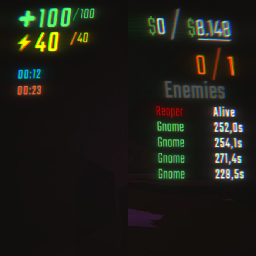 +100/100
40/40
00:12
00:23
$0 / $8.148
0 / 1
Enemies
Reaper Alive
Gnome 252,0s
Gnome 254,1s
Gnome 271,4s
Gnome 229,5s